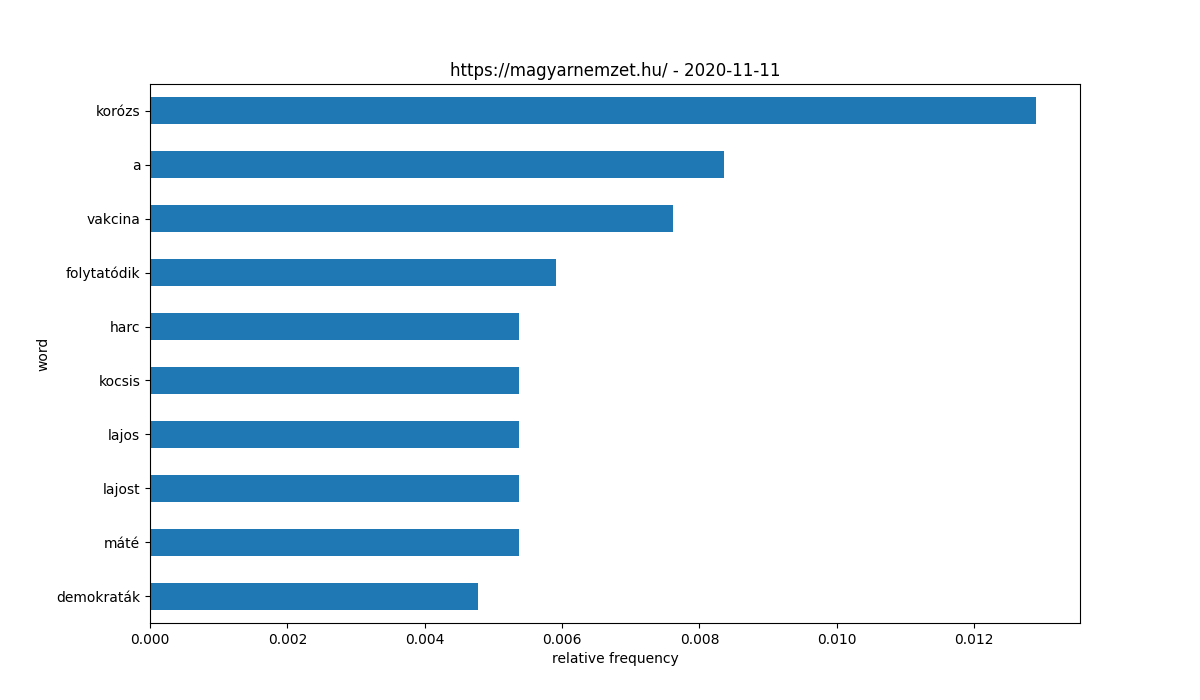 https://magyarnemzet.hu/ - 2020-11-11
korózs
a
vakcina
folytatódik
harc
kocsis
lajos
lajost
máté
demokraták
word
0.000 0.002 0.004 0.006 0.008 0.010 0.012
relative frequency